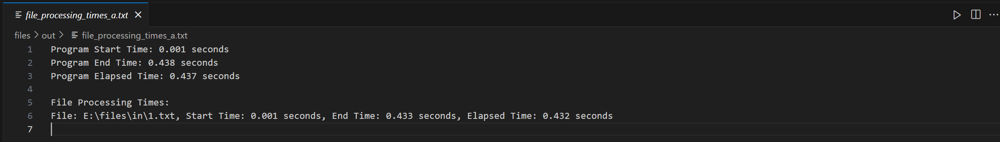 file_processing_times_a.txt
files > out > file_processing_times_a.txt
1 Program Start Time: 0.001 seconds
2 Program End Time: 0.438 seconds
3 Program Elapsed Time: 0.437 seconds
4
5 File Processing Times:
6 File: E:\files\in\1.txt, Start Time: 0.001 seconds, End Time: 0.433 seconds, Elapsed Time: 0.432 seconds
7